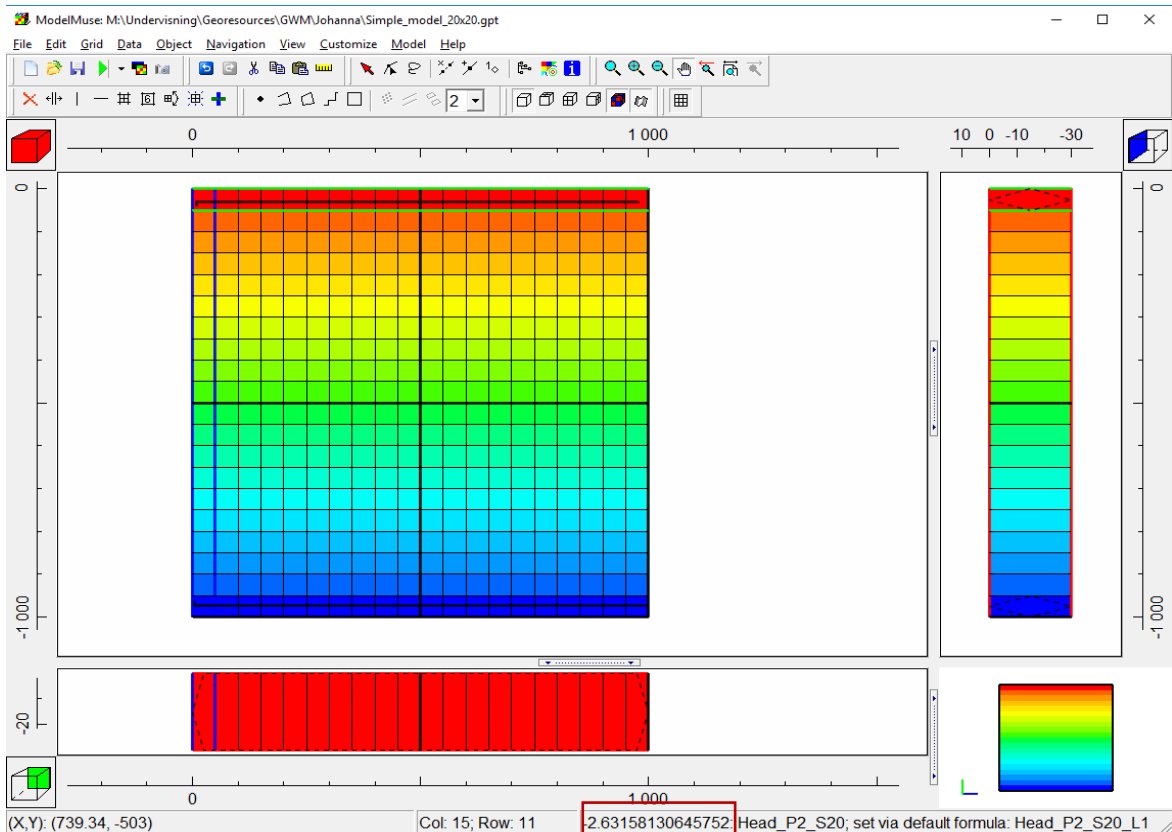 ModelMuse: M:\Undervisning\Georesources\GWM\Johanna\Simple_model_20x20.gpt
File Edit Grid Data Object Navigation View Customize Model Help
2
0 1 000
10 0 -10 -30
0
0
-1 000
-1 000
-20
0 1 000
(X,Y): (739.34, -503) Col: 15; Row: 11 -2.63158130645752: Head_P2_S20; set via default formula: Head_P2_S20_L1